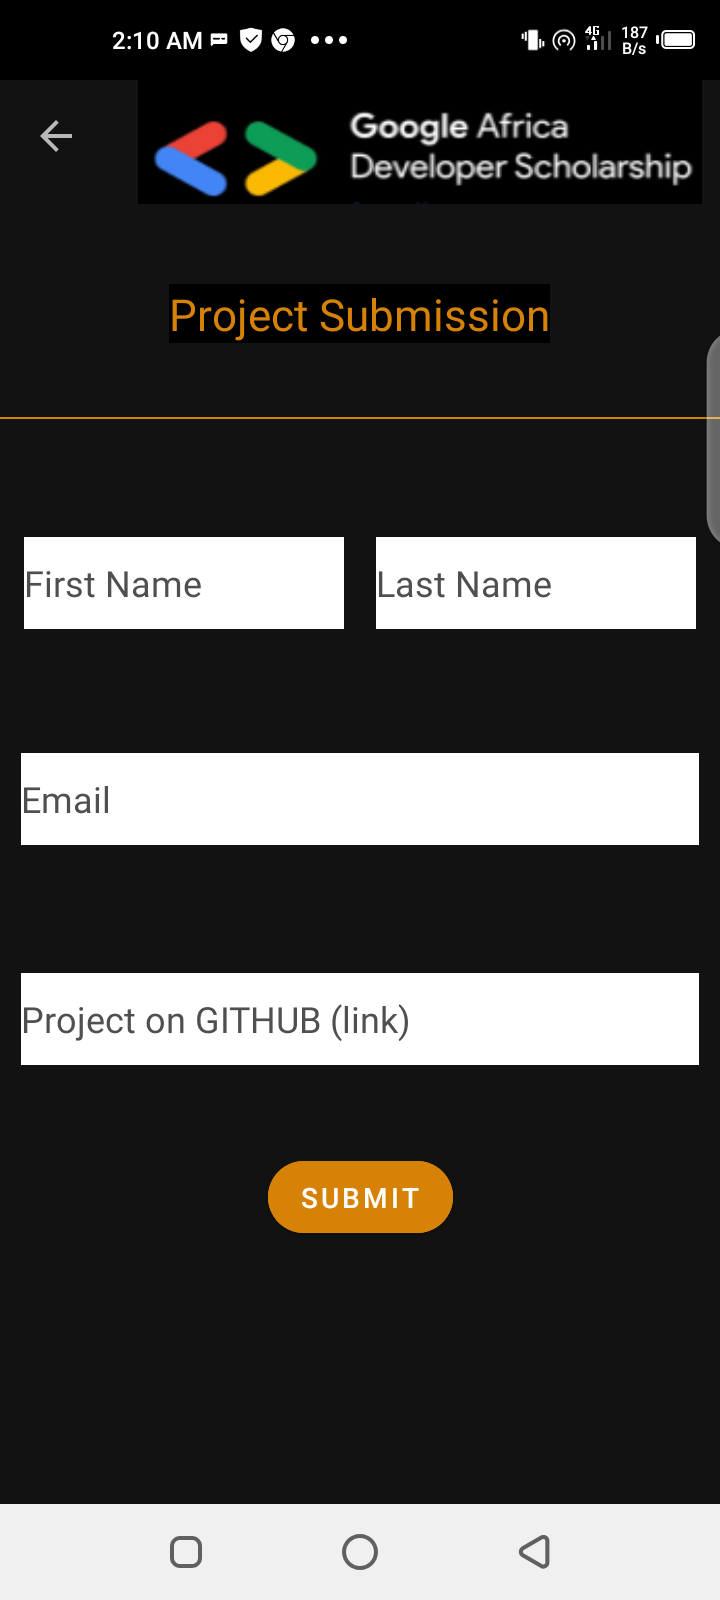 2:10 AM
4G
187
B/s
Google Africa
Developer Scholarship
Project Submission
First Name
Last Name
Email
Project on GITHUB (link)
SUBMIT